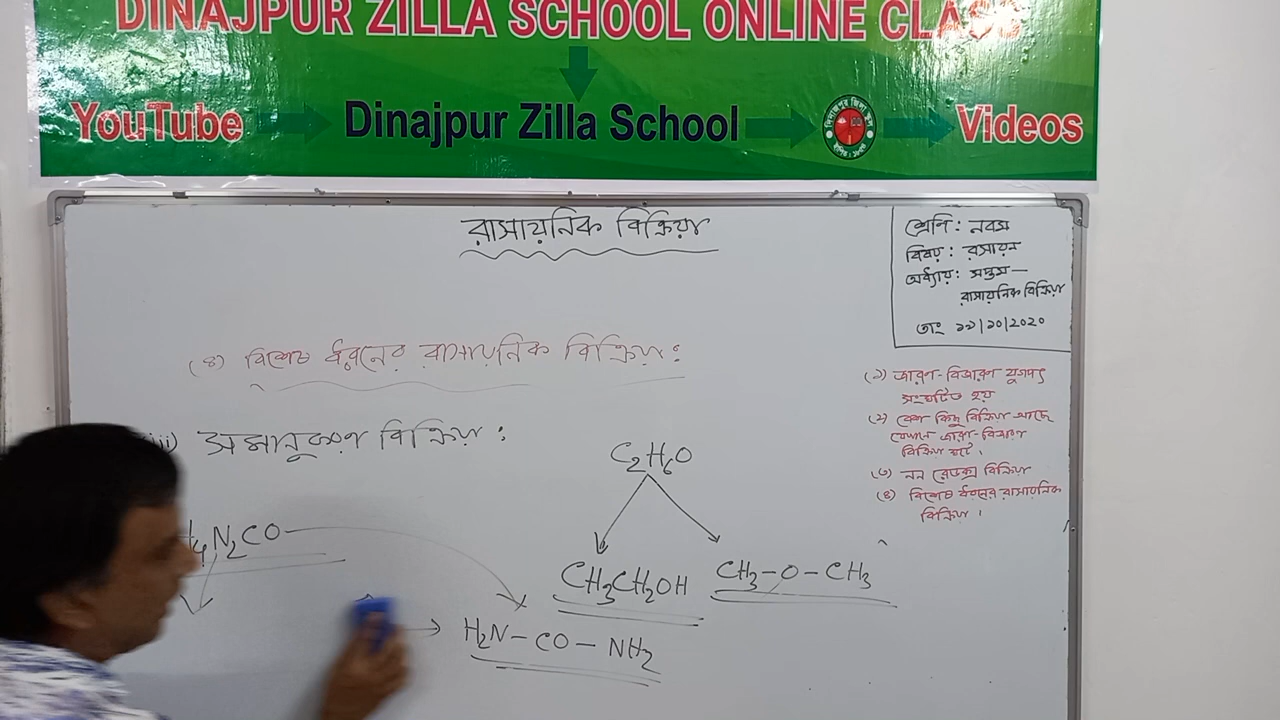 DINAJPUR ZILLA SCHOOL ONLINE CLASS
YouTube → Dinajpur Zilla School → Videos
রাসায়নিক বিক্রিয়া
শ্রেণি: নবম
বিষয়: রসায়ন
অধ্যায়: সপ্তম—
রাসায়নিক বিক্রিয়া
তাং ১১/১০/২০২০
(৪) বিশেষ ধরনের রাসায়নিক বিক্রিয়া:
(১) জারণ-বিজারণ যুগপৎ
সংঘটিত হয়
(২) বেশ কিছু বিক্রিয়া আছে
যেখানে জারণ-বিজারণ
বিক্রিয়া ঘটে।
(৩) নন রেডক্স বিক্রিয়া
(৪) বিশেষ ধরনের রাসায়নিক
বিক্রিয়া।
iii) সমানুকরণ বিক্রিয়া:
C₂H₆O
H₄N₂CO
CH₃CH₂OH
CH₃-O-CH₃
→ H₂N-CO-NH₂